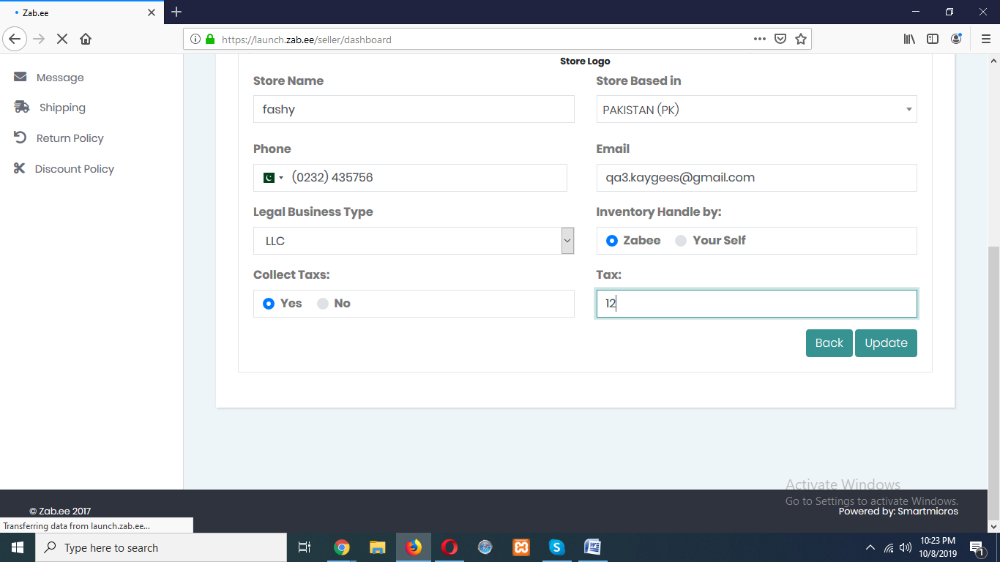 Zab.ee
https://launch.zab.ee/seller/dashboard
Message
Shipping
Return Policy
Discount Policy
Store Logo
Store Name
Store Based in
fashy
PAKISTAN (PK)
Phone
Email
(0232) 435756
qa3.kaygees@gmail.com
Legal Business Type
Inventory Handle by:
LLC
Zabee
Your Self
Collect Taxs:
Tax:
Yes
No
12
Back
Update
Activate Windows
Go to Settings to activate Windows.
© Zab.ee 2017
Powered by: Smartmicros
Transferring data from launch.zab.ee...
Type here to search
10:23 PM
10/8/2019
1